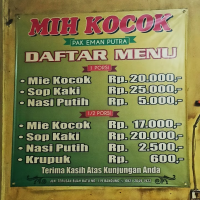 MIH KOCOK
PAK EMAN PUTRA
DAFTAR MENU
1 PORSI
• Mie Kocok Rp. 20.000,-
• Sop Kaki Rp. 25.000,-
• Nasi Putih Rp. 5.000,-
1/2 PORSI
• Mie Kocok Rp. 17.000,-
• Sop Kaki Rp. 20.000,-
• Nasi Putih Rp. 2.500,-
• Krupuk Rp. 600,-
Terima Kasih Atas Kunjungan Anda